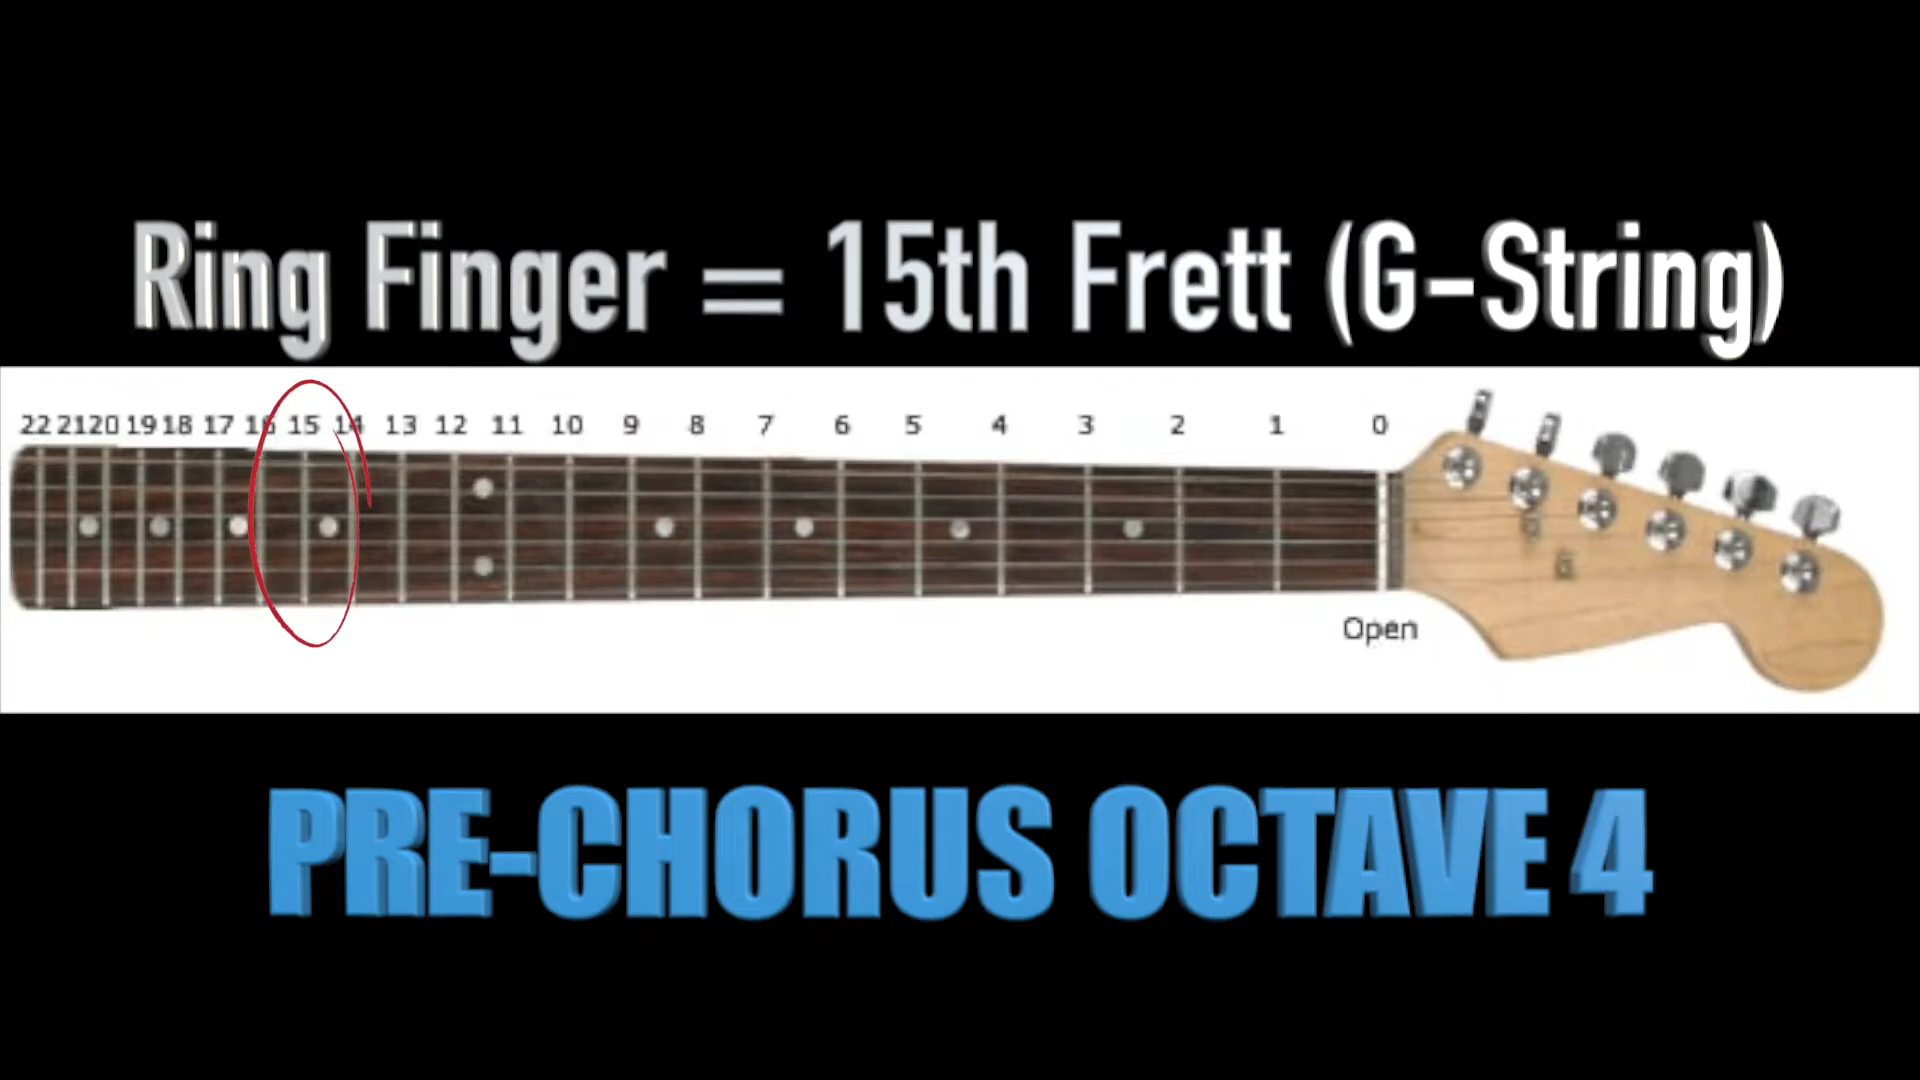 Ring Finger = 15th Frett (G-String)
22 21 20 19 18 17 16 15 14 13 12 11 10 9 8 7 6 5 4 3 2 1 0
Open
PRE-CHORUS OCTAVE 4